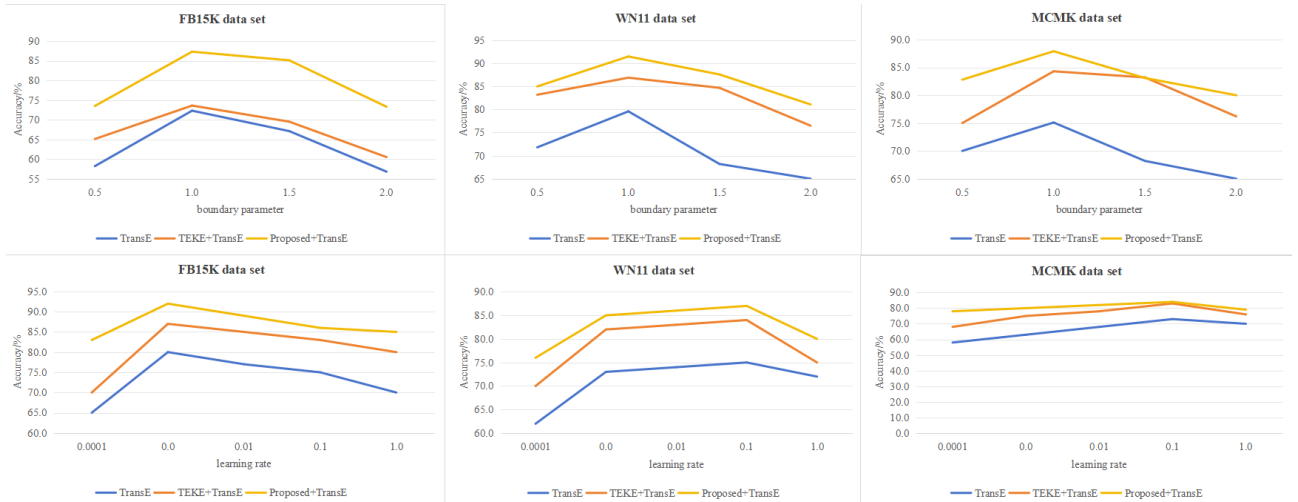 FB15K data set
Accuracy/%
90
85
80
75
70
65
60
55
0.5 1.0 1.5 2.0
boundary parameter
TransE TEKE+TransE Proposed+TransE
WN11 data set
Accuracy/%
95
90
85
80
75
70
65
0.5 1.0 1.5 2.0
boundary parameter
TransE TEKE+TransE Proposed+TransE
MCMK data set
Accuracy/%
90.0
85.0
80.0
75.0
70.0
65.0
0.5 1.0 1.5 2.0
boundary parameter
TransE TEKE+TransE Proposed+TransE
FB15K data set
Accuracy/%
95.0
90.0
85.0
80.0
75.0
70.0
65.0
60.0
0.0001 0.0 0.01 0.1 1.0
learning rate
TransE TEKE+TransE Proposed+TransE
WN11 data set
Accuracy/%
90.0
85.0
80.0
75.0
70.0
65.0
60.0
0.0001 0.0 0.01 0.1 1.0
learning rate
TransE TEKE+TransE Proposed+TransE
MCMK data set
Accuracy/%
90.0
80.0
70.0
60.0
50.0
40.0
30.0
20.0
10.0
0.0
0.0001 0.0 0.01 0.1 1.0
learning rate
TransE TEKE+TransE Proposed+TransE